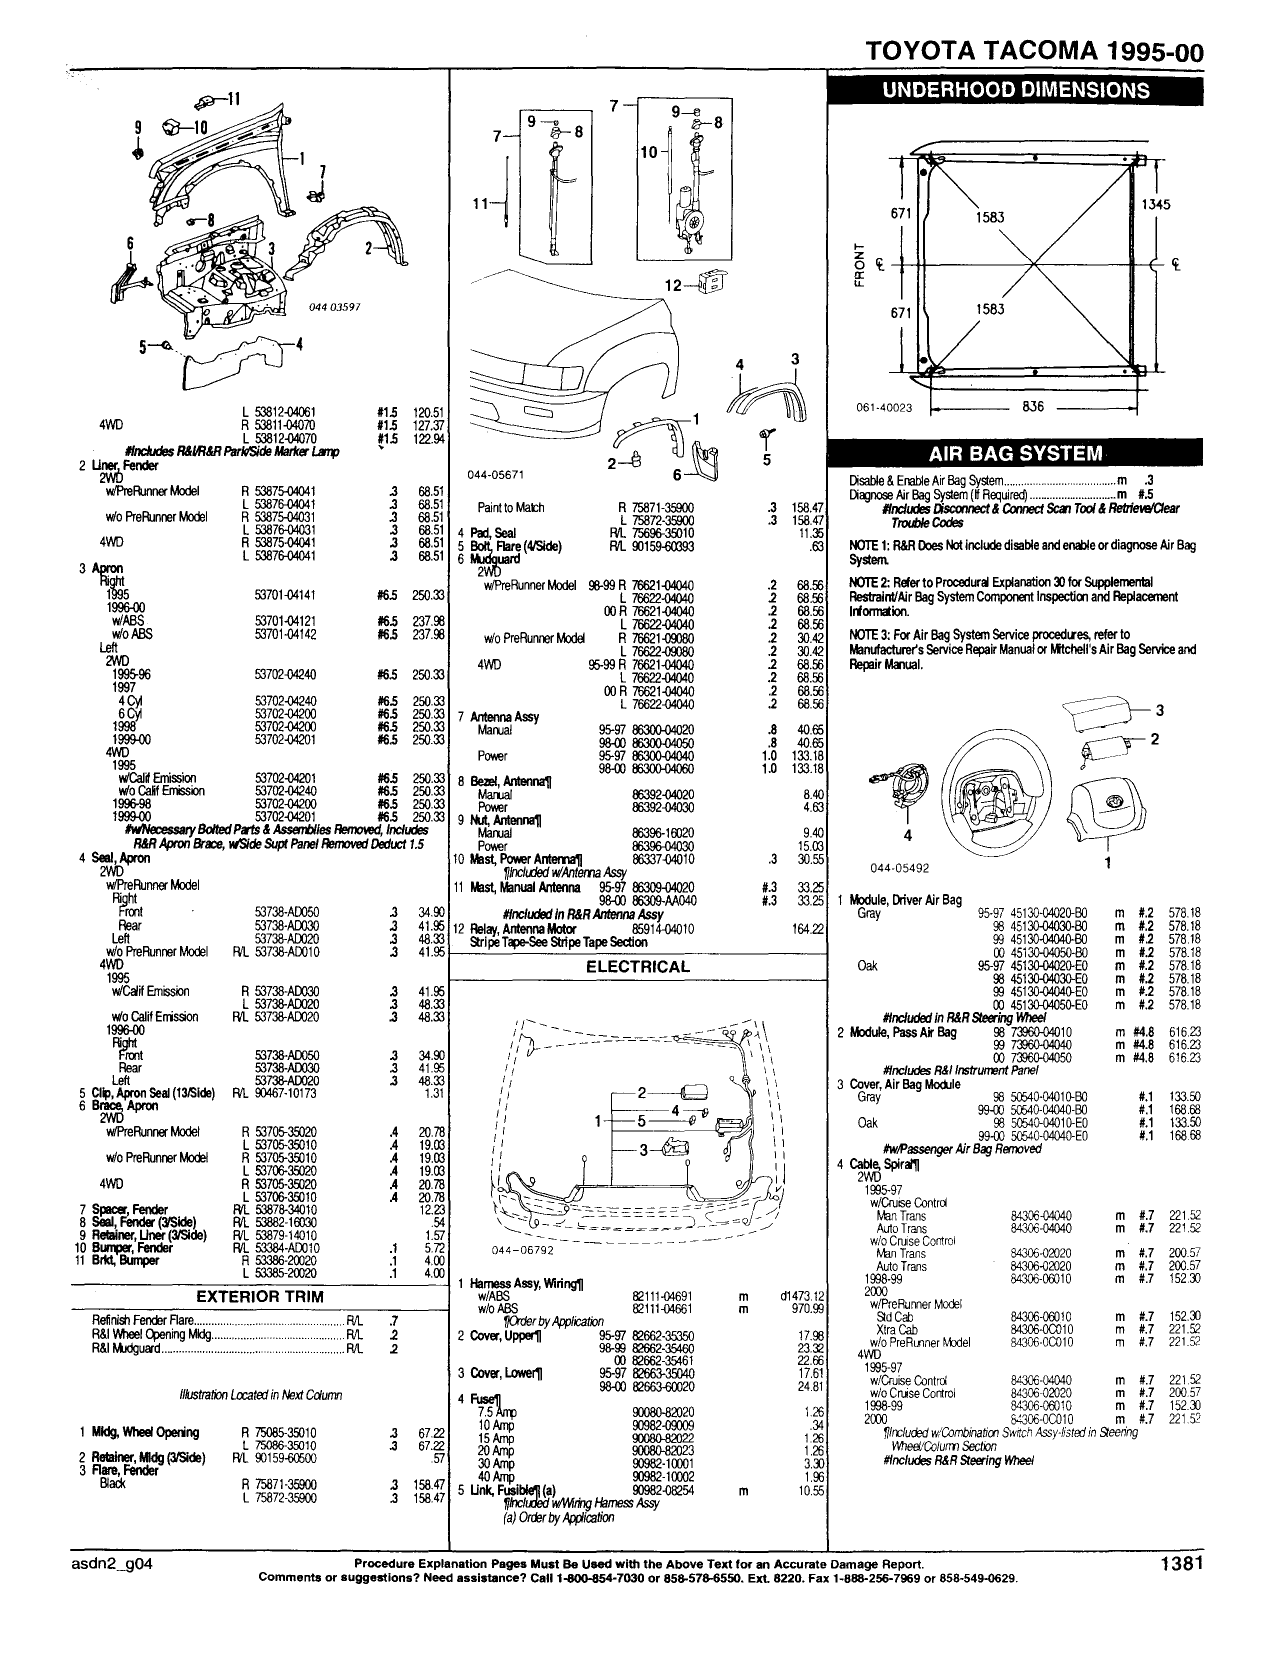 TOYOTA TACOMA 1995-00
11
9
10
1
7
8
6
3
2
044 03597
5
4
L 53812-04061 #1.5 120.51
4WD R 53811-04070 #1.5 127.37
L 53812-04070 #1.5 122.94
#Includes R&I/R&R Park/Side Marker Lamp
2 Liner, Fender
2WD
w/PreRunner Model R 53875-04041 .3 68.51
L 53876-04041 .3 68.51
w/o PreRunner Model R 53875-04031 .3 68.51
L 53876-04031 .3 68.51
4WD R 53875-04041 .3 68.51
L 53876-04041 .3 68.51
3 Apron
Right
1995 53701-04141 #6.5 250.33
1996-00
w/ABS 53701-04121 #6.5 237.98
w/o ABS 53701-04142 #6.5 237.98
Left
2WD
1995-96 53702-04240 #6.5 250.33
1997
4 Cyl 53702-04240 #6.5 250.33
6 Cyl 53702-04200 #6.5 250.33
1998 53702-04200 #6.5 250.33
1999-00 53702-04201 #6.5 250.33
4WD
1995
w/Calif Emission 53702-04201 #6.5 250.33
w/o Calif Emission 53702-04240 #6.5 250.33
1996-98 53702-04200 #6.5 250.33
1999-00 53702-04201 #6.5 250.33
#w/Necessary Bolted Parts & Assemblies Removed, Includes
R&R Apron Brace, w/Side Supt Panel Removed Deduct 1.5
4 Seal, Apron
2WD
w/PreRunner Model
Right
Front 53738-AD050 .3 34.90
Rear 53738-AD030 .3 41.95
Left 53738-AD020 .3 48.33
w/o PreRunner Model R/L 53738-AD010 .3 41.95
4WD
1995
w/Calif Emission R 53738-AD030 .3 41.95
L 53738-AD020 .3 48.33
w/o Calif Emission R/L 53738-AD020 .3 48.33
1996-00
Right
Front 53738-AD050 .3 34.90
Rear 53738-AD030 .3 41.95
Left 53738-AD020 .3 48.33
5 Clip, Apron Seal (13/Side) R/L 90467-10173 1.31
6 Brace, Apron
2WD
w/PreRunner Model R 53705-35020 .4 20.78
L 53705-35010 .4 19.03
w/o PreRunner Model R 53705-35010 .4 19.03
L 53706-35020 .4 19.03
4WD R 53705-35020 .4 20.78
L 53706-35010 .4 20.78
7 Spacer, Fender R/L 53878-34010 12.23
8 Seal, Fender (3/Side) R/L 53882-16030 .54
9 Retainer, Liner (3/Side) R/L 53879-14010 1.57
10 Bumper, Fender R/L 53384-AD010 .1 5.72
11 Brkt, Bumper R 53386-20020 .1 4.00
L 53385-20020 .1 4.00
EXTERIOR TRIM
Refinish Fender Flare R/L .7
R&I Wheel Opening Mldg R/L .2
R&I Mudguard R/L .2
Illustration Located in Next Column
1 Mldg, Wheel Opening R 75085-35010 .3 67.22
L 75086-35010 .3 67.22
2 Retainer, Mldg (3/Side) R/L 90159-60500 .57
3 Flare, Fender
Black R 75871-35900 .3 158.47
L 75872-35900 .3 158.47
7
9
8
11
7
9
8
10
12
4
3
1
2
6
5
044-05671
Paint to Match R 75871-35900 .3 158.47
L 75872-35900 .3 158.47
4 Pad, Seal R/L 75696-35010 11.35
5 Bolt, Flare (4/Side) R/L 90159-60393 .63
6 Mudguard
2WD
w/PreRunner Model 98-99 R 76621-04040 .2 68.56
L 76622-04040 .2 68.56
00 R 76621-04040 .2 68.56
L 76622-04040 .2 68.56
w/o PreRunner Model R 76621-09080 .2 30.42
L 76622-09080 .2 30.42
4WD 95-99 R 76621-04040 .2 68.56
L 76622-04040 .2 68.56
00 R 76621-04040 .2 68.56
L 76622-04040 .2 68.56
7 Antenna Assy
Manual 95-97 86300-04020 .8 40.65
98-00 86300-04050 .8 40.65
Power 95-97 86300-04040 1.0 133.18
98-00 86300-04060 1.0 133.18
8 Bezel, Antenna¶
Manual 86392-04020 8.40
Power 86392-04030 4.63
9 Nut, Antenna¶
Manual 86396-16020 9.40
Power 86396-04030 15.03
10 Mast, Power Antenna¶ 86337-04010 .3 30.55
¶Included w/Antenna Assy
11 Mast, Manual Antenna 95-97 86309-04020 #.3 33.25
98-00 86309-AA040 #.3 33.25
#Included in R&R Antenna Assy
12 Relay, Antenna Motor 85914-04010 164.22
Stripe Tape-See Stripe Tape Section
ELECTRICAL
2
4
1
5
3
044-06792
1 Harness Assy, Wiring¶
w/ABS 82111-04691 m d1473.12
w/o ABS 82111-04661 m 970.99
¶Order by Application
2 Cover, Upper¶ 95-97 82662-35350 17.98
98-99 82662-35460 23.32
00 82662-35461 22.66
3 Cover, Lower¶ 95-97 82663-35040 17.61
98-00 82663-60020 24.81
4 Fuse¶
7.5 Amp 90080-82020 1.26
10 Amp 90982-09009 .34
15 Amp 90080-82022 1.26
20 Amp 90080-82023 1.26
30 Amp 90982-10001 3.30
40 Amp 90982-10002 1.96
5 Link, Fusible¶ (a) 90982-08254 m 10.55
¶Included w/Wiring Harness Assy
(a) Order by Application
UNDERHOOD DIMENSIONS
671
1583
1345
FRONT
℄
℄
671
1583
061-40023
836
AIR BAG SYSTEM
Disable & Enable Air Bag System m .3
Diagnose Air Bag System (If Required) m #.5
#Includes Disconnect & Connect Scan Tool & Retrieve/Clear
Trouble Codes
NOTE 1: R&R Does Not include disable and enable or diagnose Air Bag
System.
NOTE 2: Refer to Procedural Explanation 30 for Supplemental
Restraint/Air Bag System Component Inspection and Replacement
Information.
NOTE 3: For Air Bag System Service procedures, refer to
Manufacturer's Service Repair Manual or Mitchell's Air Bag Service and
Repair Manual.
3
2
4
1
044-05492
1 Module, Driver Air Bag
Gray 95-97 45130-04020-B0 m #.2 578.18
98 45130-04030-B0 m #.2 578.18
99 45130-04040-B0 m #.2 578.18
00 45130-04050-B0 m #.2 578.18
Oak 95-97 45130-04020-E0 m #.2 578.18
98 45130-04030-E0 m #.2 578.18
99 45130-04040-E0 m #.2 578.18
00 45130-04050-E0 m #.2 578.18
#Included in R&R Steering Wheel
2 Module, Pass Air Bag 98 73960-04010 m #4.8 616.23
99 73960-04040 m #4.8 616.23
00 73960-04050 m #4.8 616.23
#Includes R&I Instrument Panel
3 Cover, Air Bag Module
Gray 98 50540-04010-B0 #.1 133.50
99-00 50540-04040-B0 #.1 168.68
Oak 98 50540-04010-E0 #.1 133.50
99-00 50540-04040-E0 #.1 168.68
#w/Passenger Air Bag Removed
4 Cable, Spiral¶
2WD
1995-97
w/Cruise Control
Man Trans 84306-04040 m #.7 221.52
Auto Trans 84306-04040 m #.7 221.52
w/o Cruise Control
Man Trans 84306-02020 m #.7 200.57
Auto Trans 84306-02020 m #.7 200.57
1998-99 84306-06010 m #.7 152.30
2000
w/PreRunner Model
Std Cab 84306-06010 m #.7 152.30
Xtra Cab 84306-0C010 m #.7 221.52
w/o PreRunner Model 84306-0C010 m #.7 221.52
4WD
1995-97
w/Cruise Control 84306-04040 m #.7 221.52
w/o Cruise Control 84306-02020 m #.7 200.57
1998-99 84306-06010 m #.7 152.30
2000 84306-0C010 m #.7 221.52
¶Included w/Combination Switch Assy-listed in Steering
Wheel/Column Section
#Includes R&R Steering Wheel
asdn2_g04
Procedure Explanation Pages Must Be Used with the Above Text for an Accurate Damage Report.
Comments or suggestions? Need assistance? Call 1-800-854-7030 or 858-578-6550. Ext. 8220. Fax 1-888-256-7969 or 858-549-0629.
1381